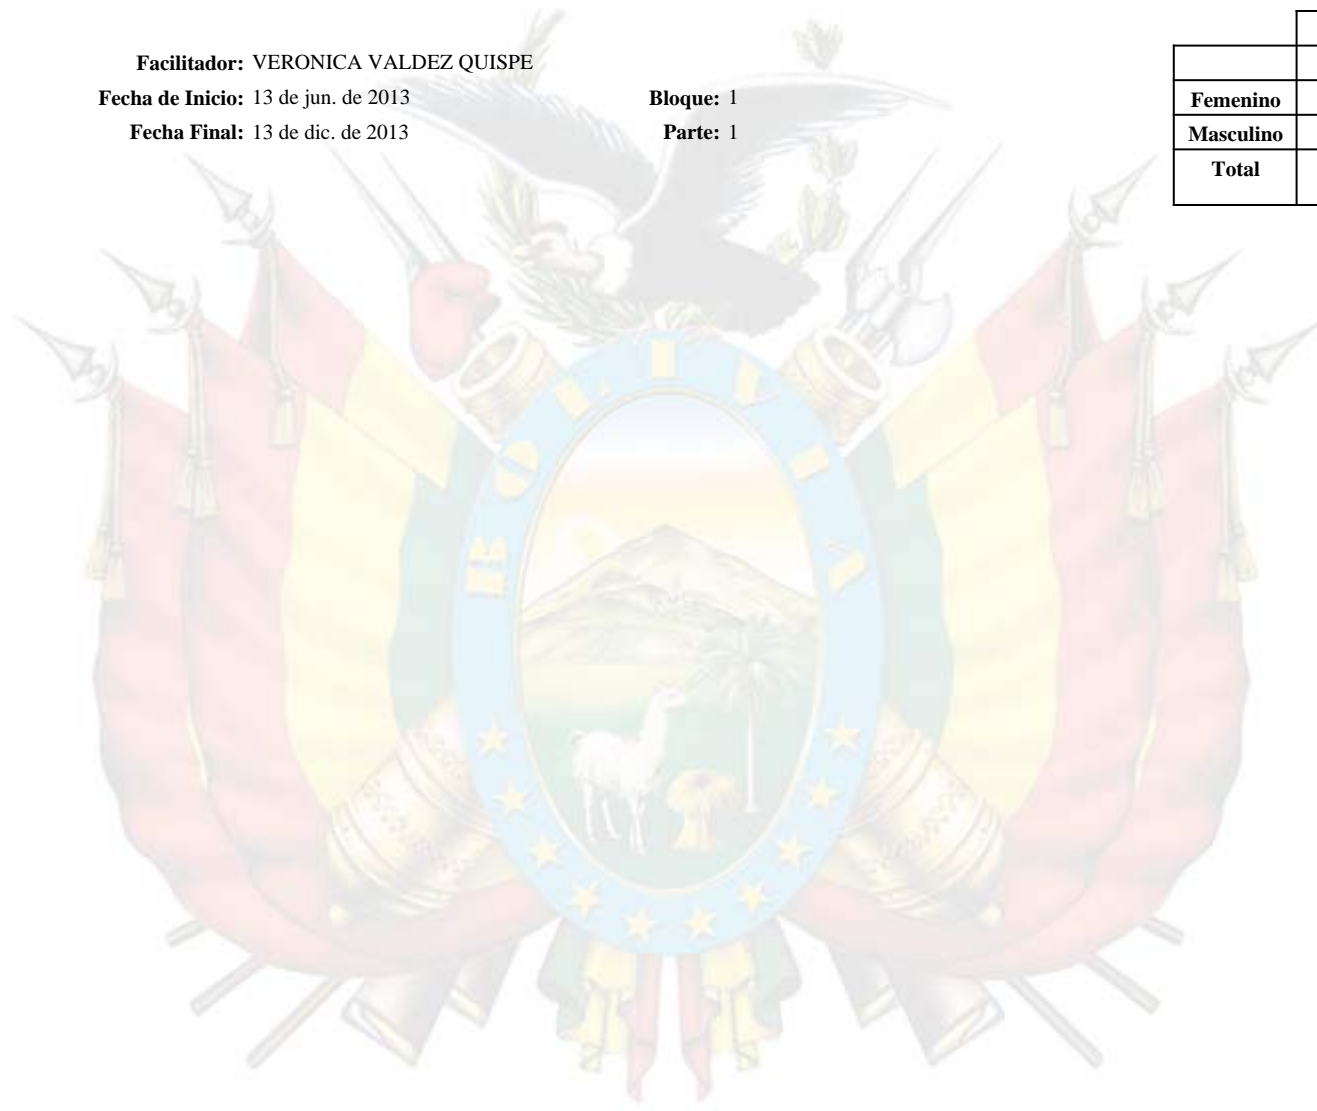 Facilitador: VERONICA VALDEZ QUISPE
Fecha de Inicio: 13 de jun. de 2013 Bloque: 1
Fecha Final: 13 de dic. de 2013 Parte: 1
Femenino
Masculino
Total
BOLIVIA